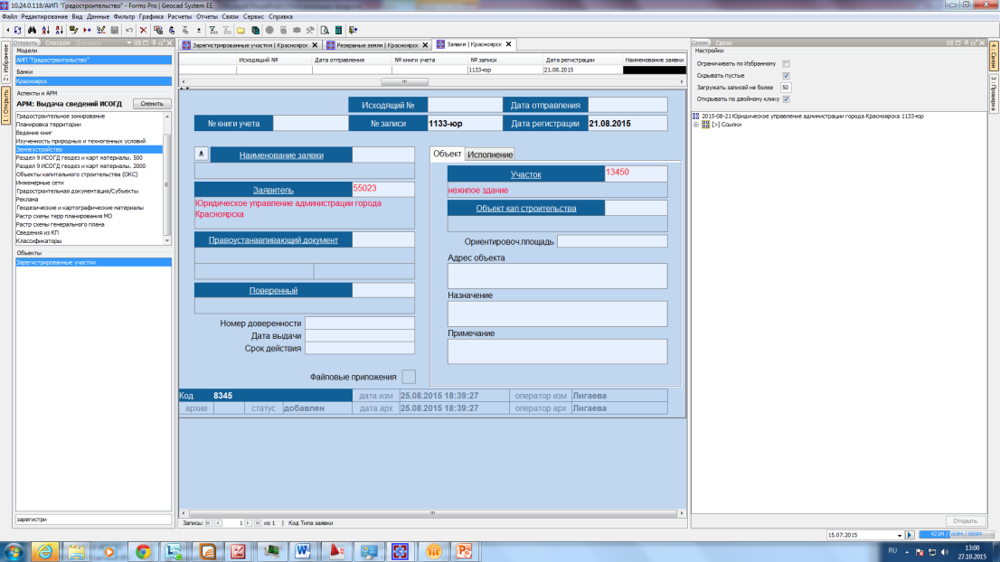 10.24.0.118/АИП "Градостроительство" - Forms Pro | Geocad System EE
Файл Редактирование Вид Данные Фильтр Графика Расчеты Отчеты Связи Сервис Справка
2 : Избранное
1 : Открыть
Открыть Списком Деревом
Модели
АИП "Градостроительство"
Банки
Красноярск
Аспекты и АРМ
АРМ: Выдача сведений ИСОГД Сменить
Градостроительное зонирование
Планировка территории
Ведение книг
Изученность природных и техногенных условий
Землеустройство
Раздел 9 ИСОГД геодез и карт материалы. 500
Раздел 9 ИСОГД геодез и карт материалы. 2000
Объекты капитального строительства (ОКС)
Инженерные сети
Градостроительная документация/Субъекты
Реклама
Геодезические и картографические материалы
Растр схемы терр планирования МО
Растр схемы генерального плана
Сведения из КП
Классификаторы
Объекты
Зарегистрированные участки
зарегистри
Зарегистрированные участки | Красноярск
Резервные земли | Красноярск
Заявки | Красноярск
Исходящий № Дата отправления № книги учета № записи Дата регистрации Наименование заявки
1133-юр 21.08.2015
Исходящий № Дата отправления
№ книги учета № записи 1133-юр Дата регистрации 21.08.2015
Наименование заявки
Заявитель 55023
Юридическое управление администрации города
Красноярска
Правоустанавливающий документ
Поверенный
Номер доверенности
Дата выдачи
Срок действия
Файловые приложения
Объект Исполнение
Участок 13450
нежилое здание
Объект кап строительства
Ориентировоч.площадь
Адрес объекта
Назначение
Примечание
Код 8345 дата изм 25.08.2015 18:39:27 оператор изм Лигаева
архив статус добавлен дата арх 25.08.2015 18:39:27 оператор арх Лигаева
Запись: 1 из 1 | Код Типа заявки
Связи Связи
Настройки
Ограничивать по Избранному
Скрывать пустые
Загружать записей не более 50
Открывать по двойному клику
2015-08-21 Юридическое управление администрации города Красноярска 1133-юр
[>] Ссылки
4 : Связи
3 : Проверка
Открыть
15.07.2015
RU
13:00
27.10.2015